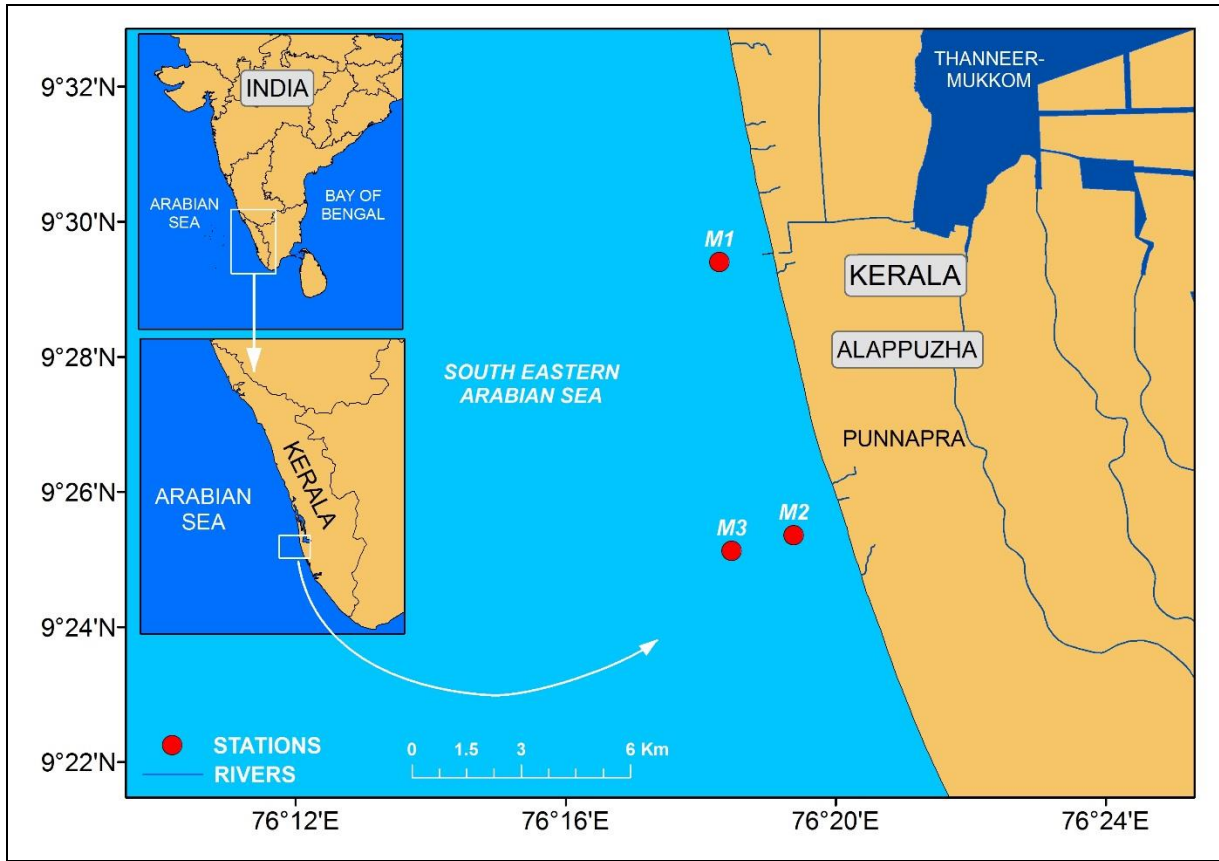 INDIA
ARABIAN
SEA
BAY OF
BENGAL
KERALA
ARABIAN
SEA
THANNEER-
MUKKOM
M1
KERALA
ALAPPUZHA
SOUTH EASTERN
ARABIAN SEA
PUNNAPRA
M3
M2
STATIONS
RIVERS
0 1.5 3 6 Km
9°32'N
9°30'N
9°28'N
9°26'N
9°24'N
9°22'N
76°12'E 76°16'E 76°20'E 76°24'E